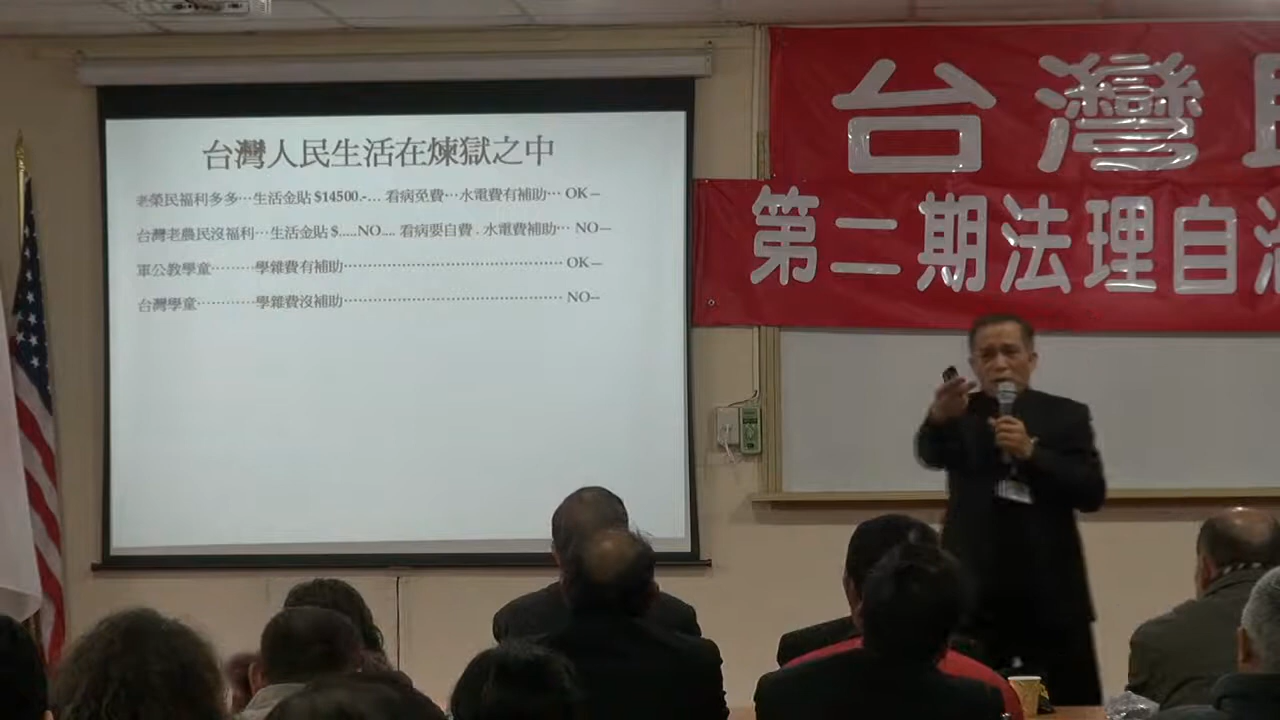 台灣人民生活在煉獄之中
老榮民福利多多…生活金貼 $14500.-… 看病免費…水電費有補助… OK—
台灣老農民沒福利…生活金貼 $.....NO.... 看病要自費 . 水電費補助… NO—
軍公教學童………學雜費有補助…………………………………… OK—
台灣學童…………學雜費沒補助…………………………………… NO—
台灣
第二期法理自治